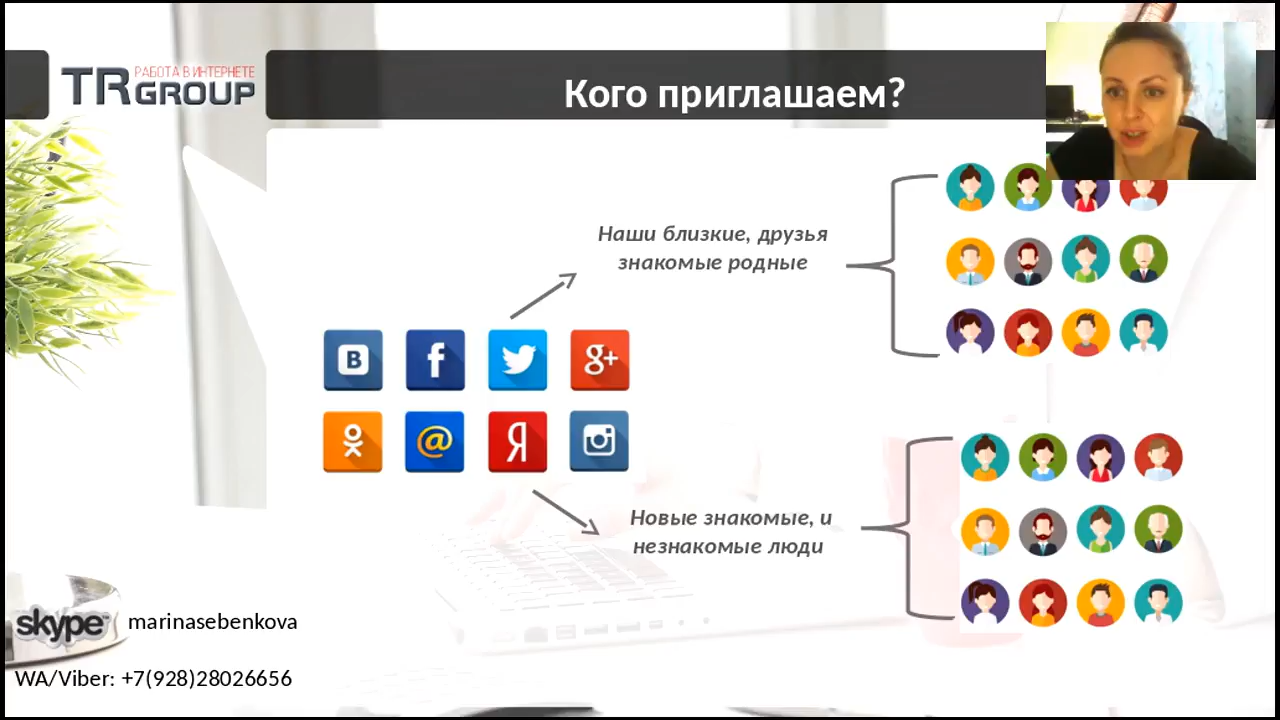 РАБОТА В ИНТЕРНЕТЕ
TR GROUP
Кого приглашаем?
Наши близкие, друзья
знакомые родные
В f g+
@ Я
Новые знакомые, и
незнакомые люди
skype™ marinasebenkova
WA/Viber: +7(928)28026656